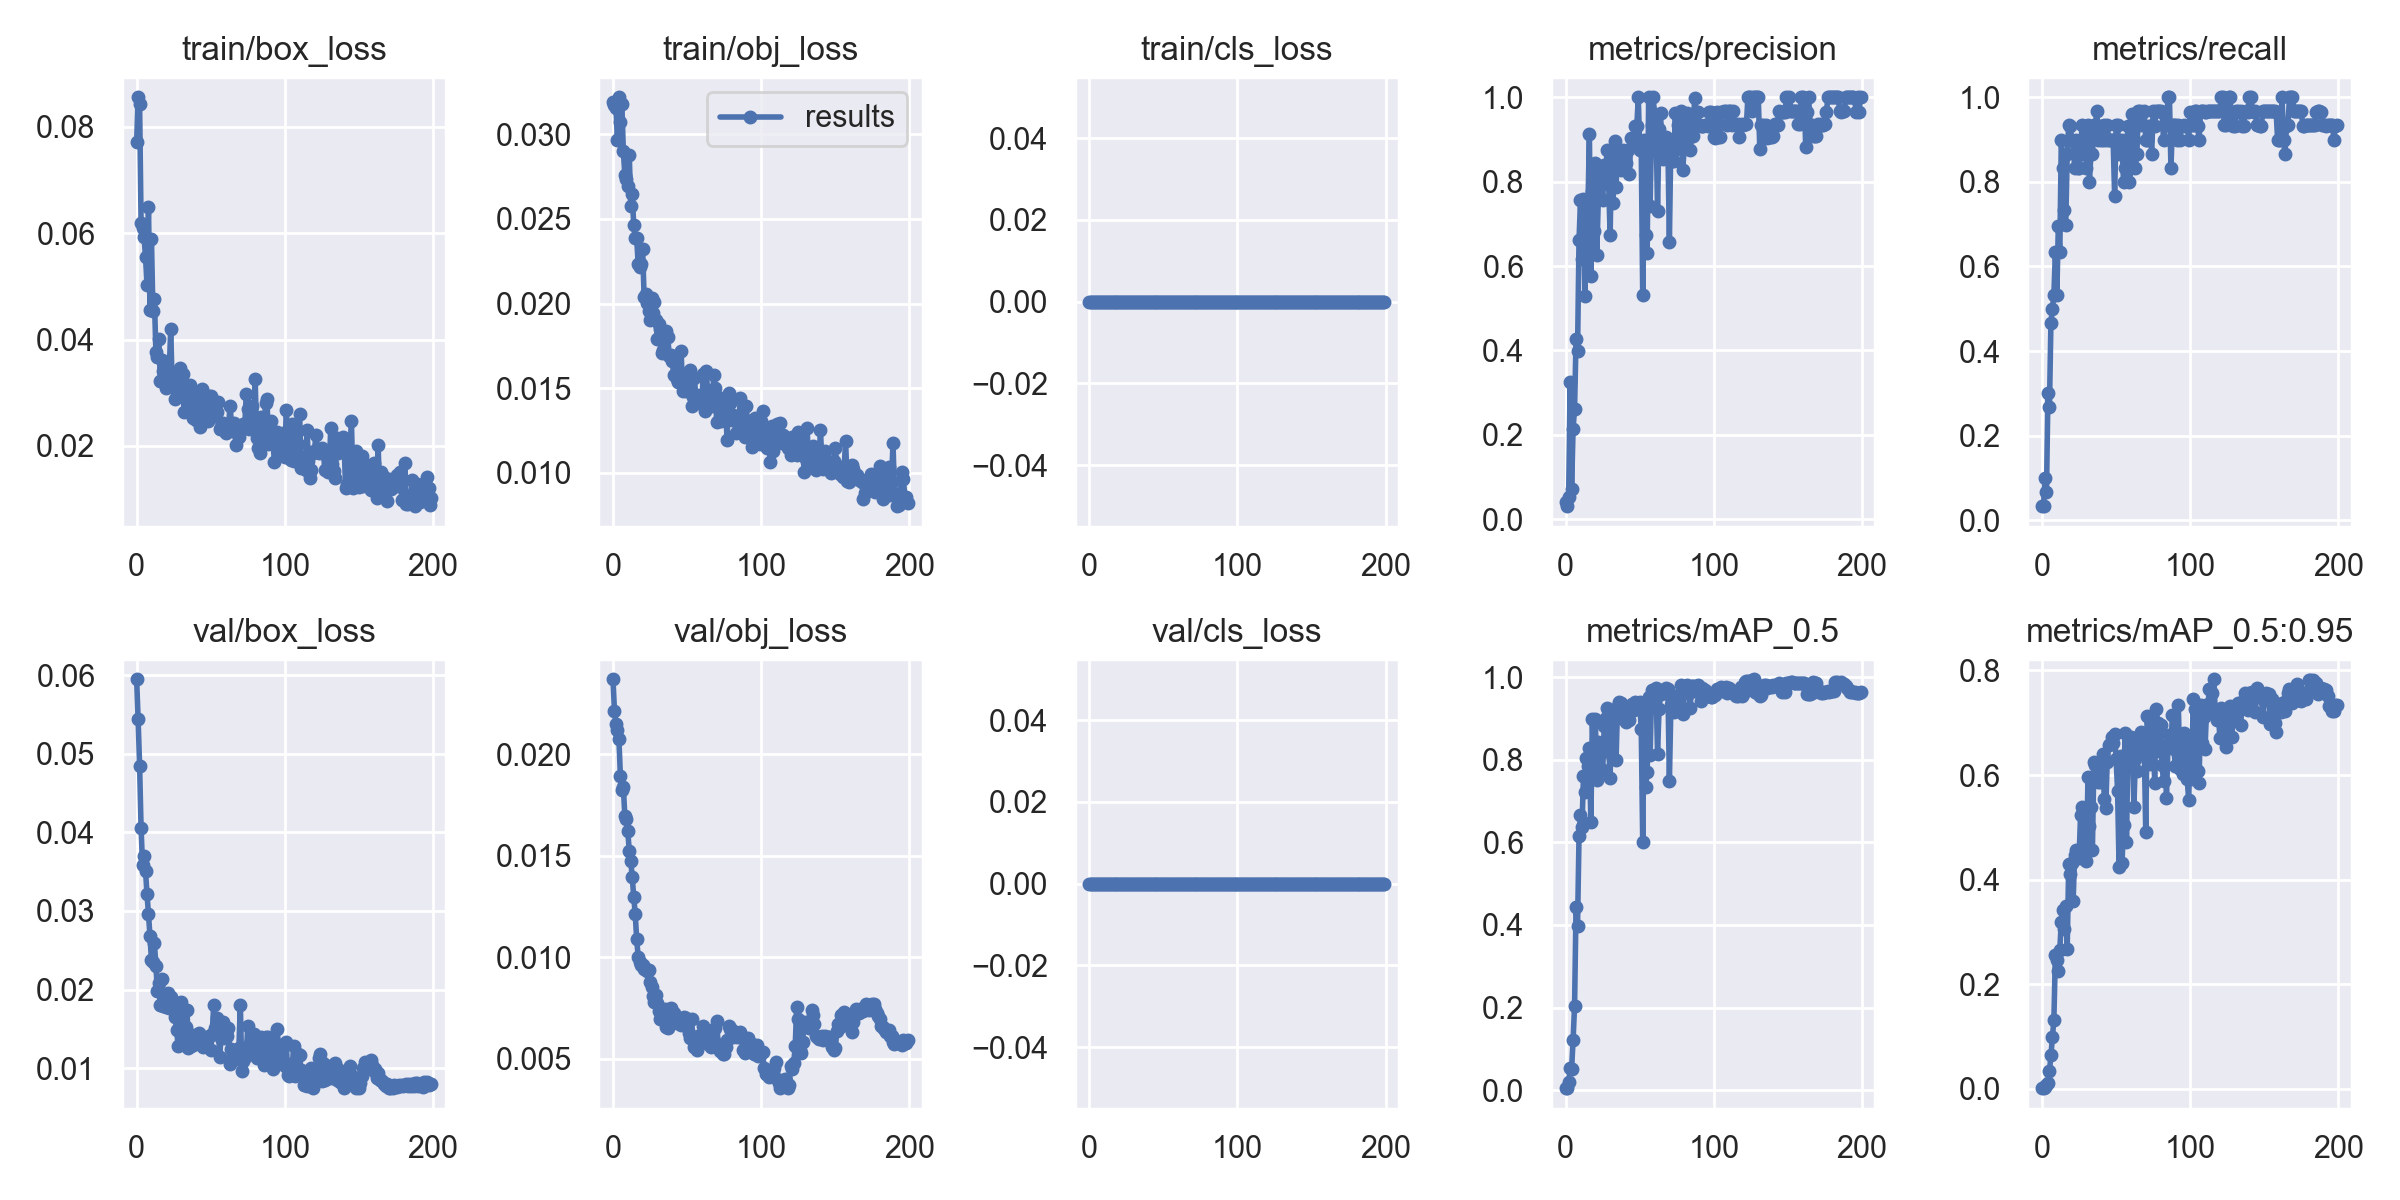 train/box_loss
0.08
0.06
0.04
0.02
0 100 200
train/obj_loss
results
0.030
0.025
0.020
0.015
0.010
0 100 200
train/cls_loss
0.04
0.02
0.00
−0.02
−0.04
0 100 200
metrics/precision
1.0
0.8
0.6
0.4
0.2
0.0
0 100 200
metrics/recall
1.0
0.8
0.6
0.4
0.2
0.0
0 100 200
val/box_loss
0.06
0.05
0.04
0.03
0.02
0.01
0 100 200
val/obj_loss
0.020
0.015
0.010
0.005
0 100 200
val/cls_loss
0.04
0.02
0.00
−0.02
−0.04
0 100 200
metrics/mAP_0.5
1.0
0.8
0.6
0.4
0.2
0.0
0 100 200
metrics/mAP_0.5:0.95
0.8
0.6
0.4
0.2
0.0
0 100 200